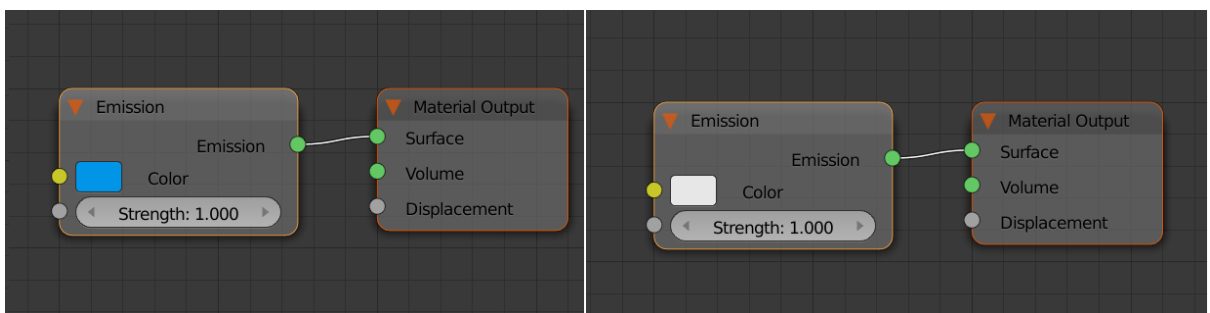 Emission
Material Output
Emission
Surface
Color
Volume
Strength: 1.000
Displacement
Emission
Material Output
Emission
Surface
Color
Volume
Strength: 1.000
Displacement